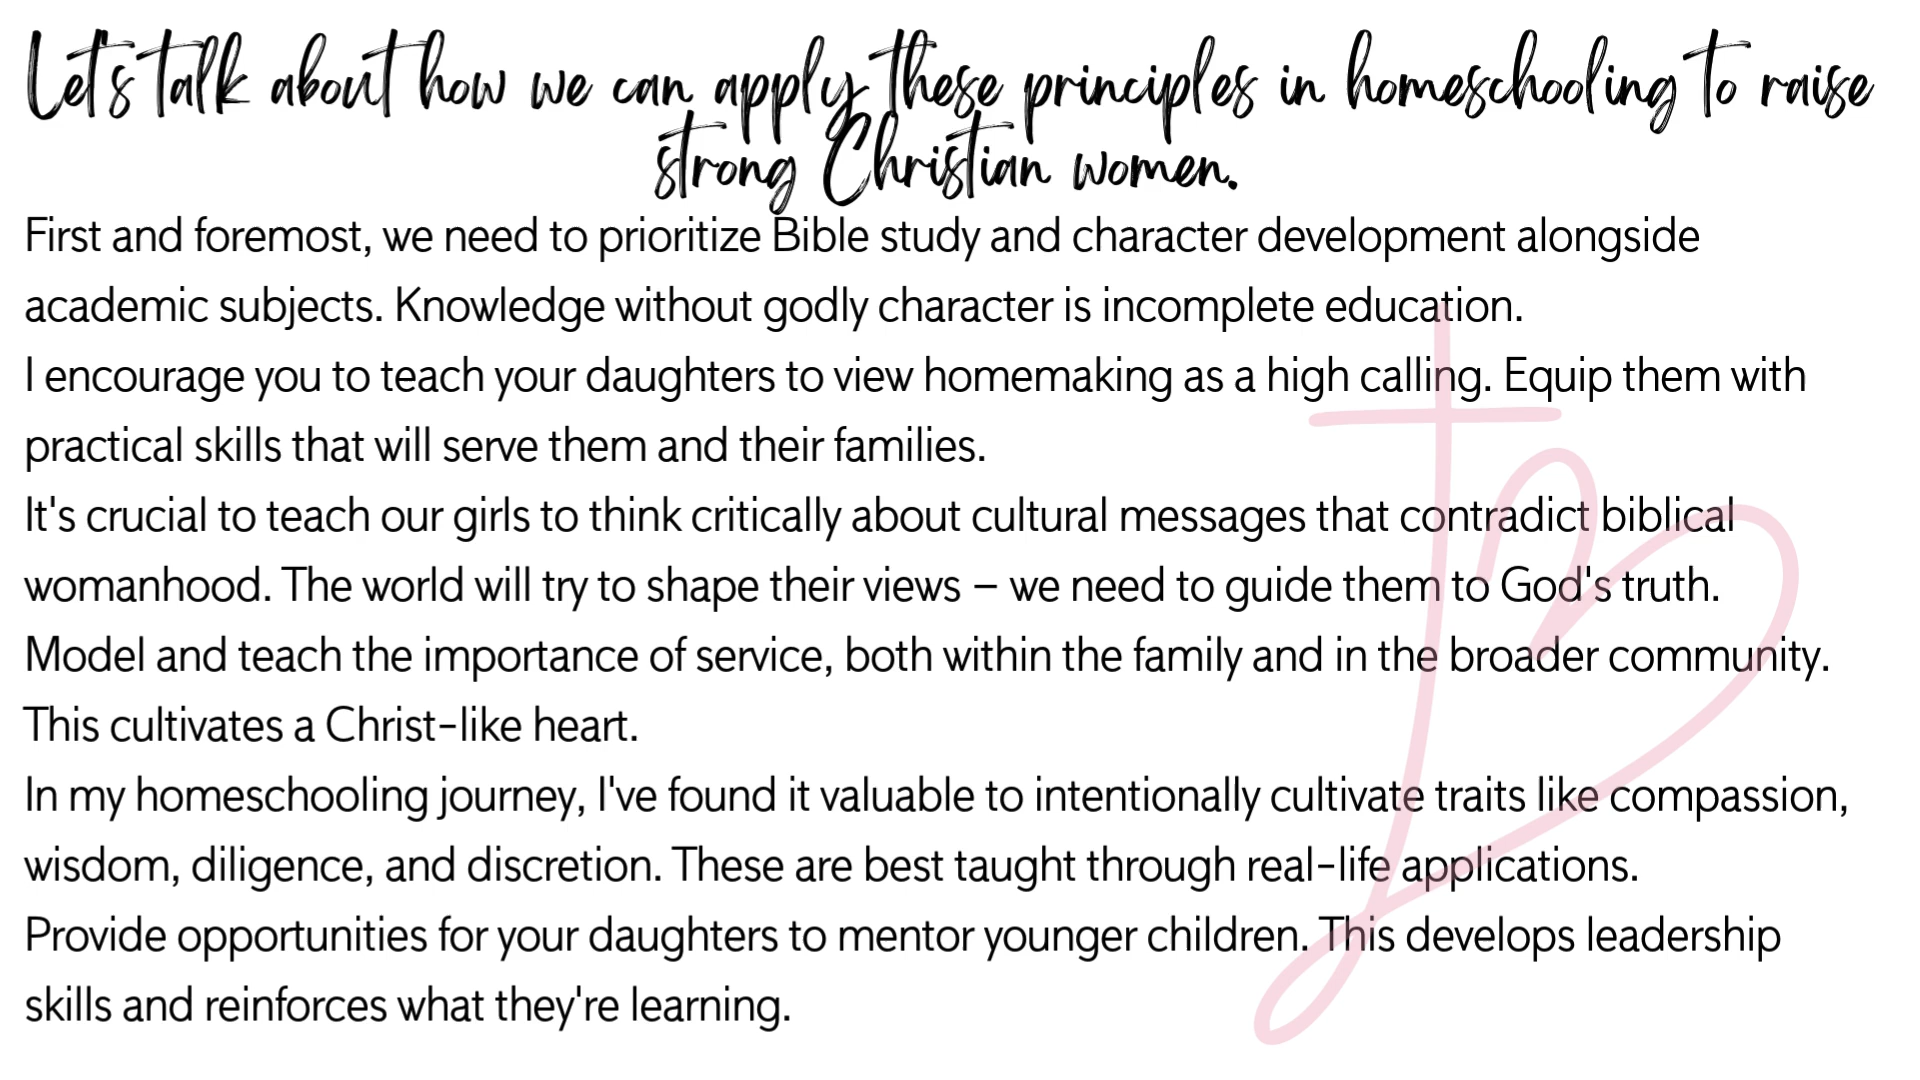 Let's talk about how we can apply these principles in homeschooling to raise
strong Christian women.
First and foremost, we need to prioritize Bible study and character development alongside
academic subjects. Knowledge without godly character is incomplete education.
I encourage you to teach your daughters to view homemaking as a high calling. Equip them with
practical skills that will serve them and their families.
It's crucial to teach our girls to think critically about cultural messages that contradict biblical
womanhood. The world will try to shape their views – we need to guide them to God's truth.
Model and teach the importance of service, both within the family and in the broader community.
This cultivates a Christ-like heart.
In my homeschooling journey, I've found it valuable to intentionally cultivate traits like compassion,
wisdom, diligence, and discretion. These are best taught through real-life applications.
Provide opportunities for your daughters to mentor younger children. This develops leadership
skills and reinforces what they're learning.